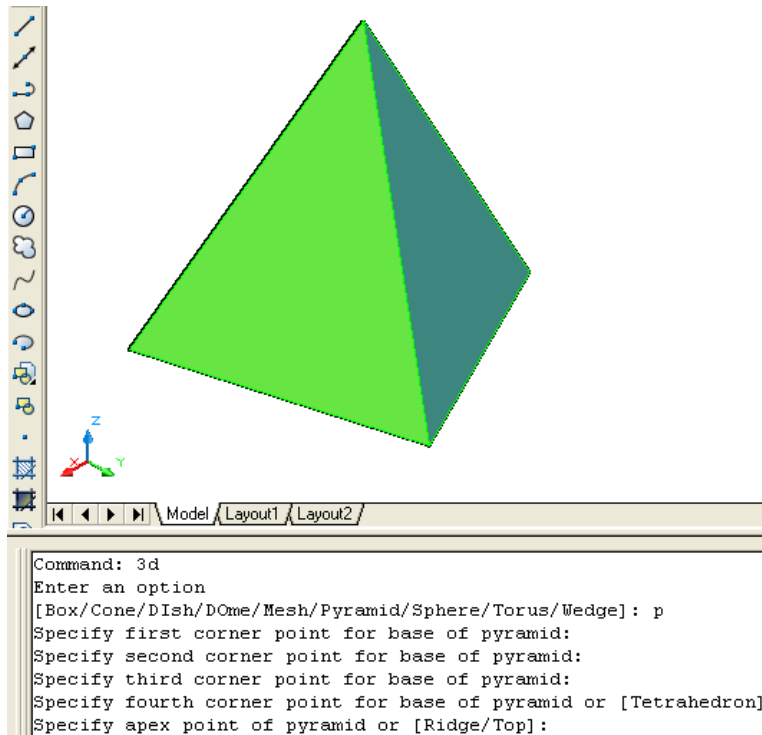 Z
X
Y
Model Layout1 Layout2
Command: 3d
Enter an option
[Box/Cone/DIsh/DOme/Mesh/Pyramid/Sphere/Torus/Wedge]: p
Specify first corner point for base of pyramid:
Specify second corner point for base of pyramid:
Specify third corner point for base of pyramid:
Specify fourth corner point for base of pyramid or [Tetrahedron]
Specify apex point of pyramid or [Ridge/Top]: